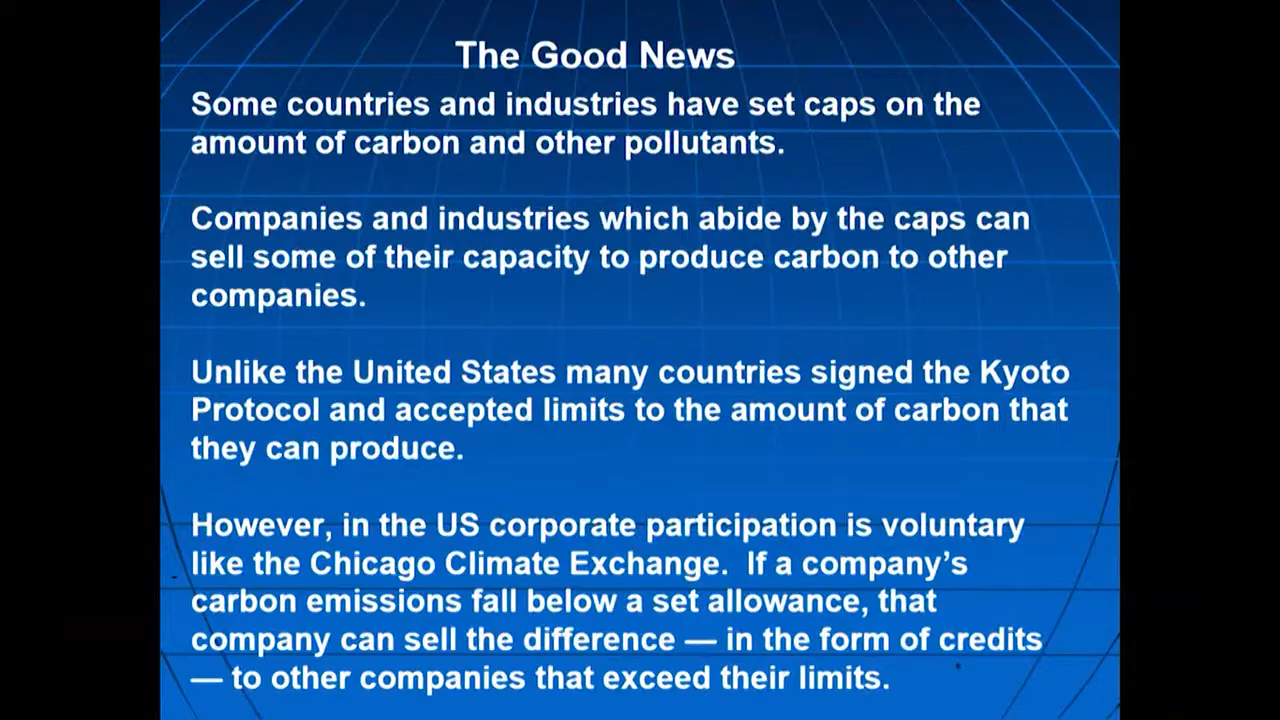 The Good News
Some countries and industries have set caps on the
amount of carbon and other pollutants.
Companies and industries which abide by the caps can
sell some of their capacity to produce carbon to other
companies.
Unlike the United States many countries signed the Kyoto
Protocol and accepted limits to the amount of carbon that
they can produce.
However, in the US corporate participation is voluntary
like the Chicago Climate Exchange.  If a company’s
carbon emissions fall below a set allowance, that
company can sell the difference — in the form of credits
— to other companies that exceed their limits.